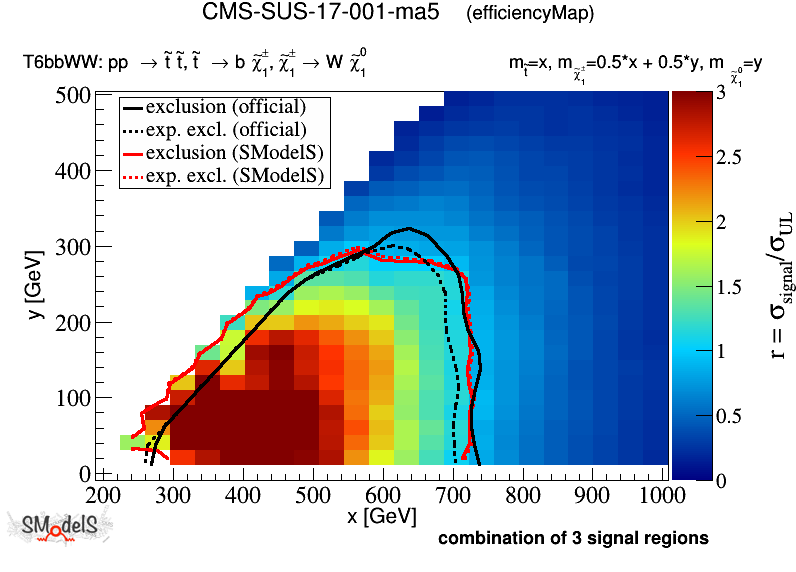 CMS-SUS-17-001-ma5 (efficiencyMap)
T6bbWW: pp → t̃ t̃, t̃ → b χ̃₁±, χ̃₁± → W χ̃₁⁰
m_t̃=x, m_χ̃₁±=0.5*x + 0.5*y, m_χ̃₁⁰=y
exclusion (official)
exp. excl. (official)
exclusion (SModelS)
exp. excl. (SModelS)
500
400
300
200
100
0
y [GeV]
200 300 400 500 600 700 800 900 1000
x [GeV]
3
2.5
2
1.5
1
0.5
0
r = σ_signal/σ_UL
SModelS
combination of 3 signal regions